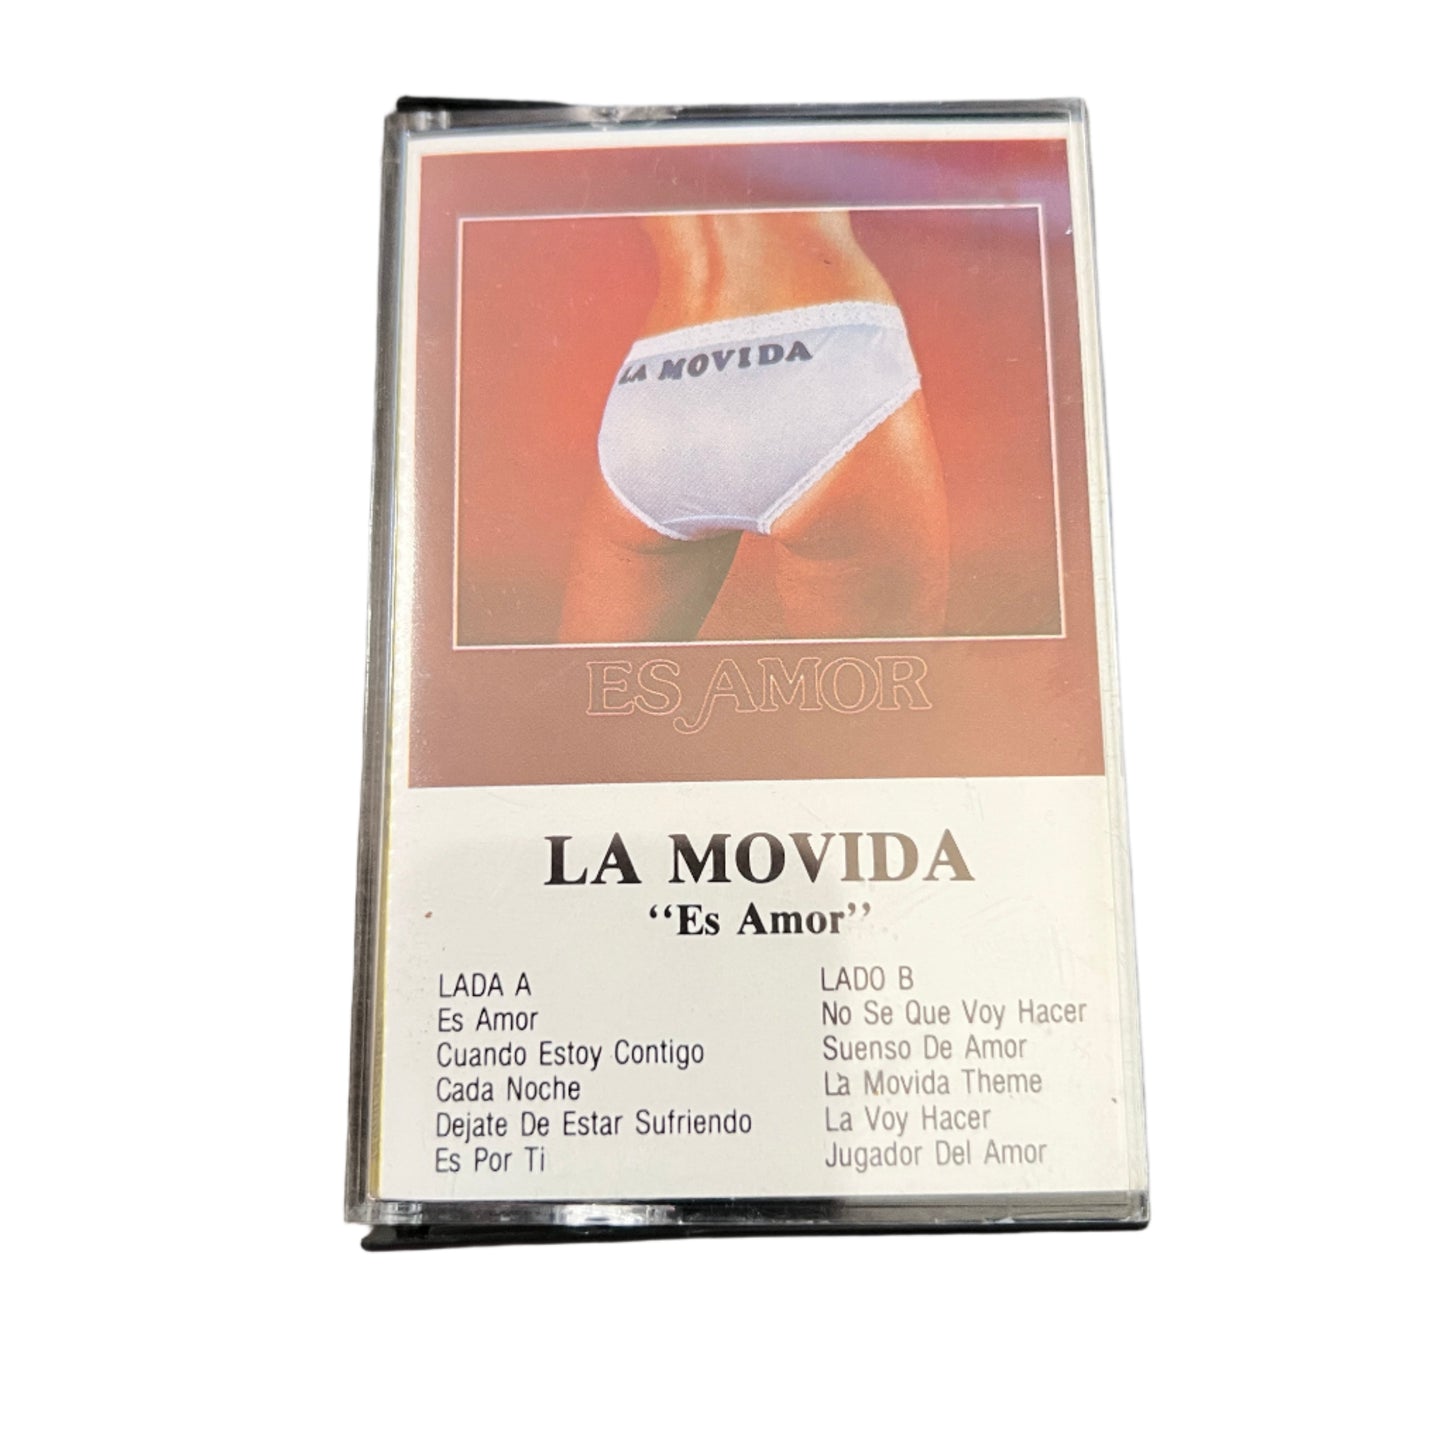 LA MOVIDA
ES AMOR
LA MOVIDA
“Es Amor”
LADA A
Es Amor
Cuando Estoy Contigo
Cada Noche
Dejate De Estar Sufriendo
Es Por Ti
LADO B
No Se Que Voy Hacer
Suenso De Amor
La Movida Theme
La Voy Hacer
Jugador Del Amor